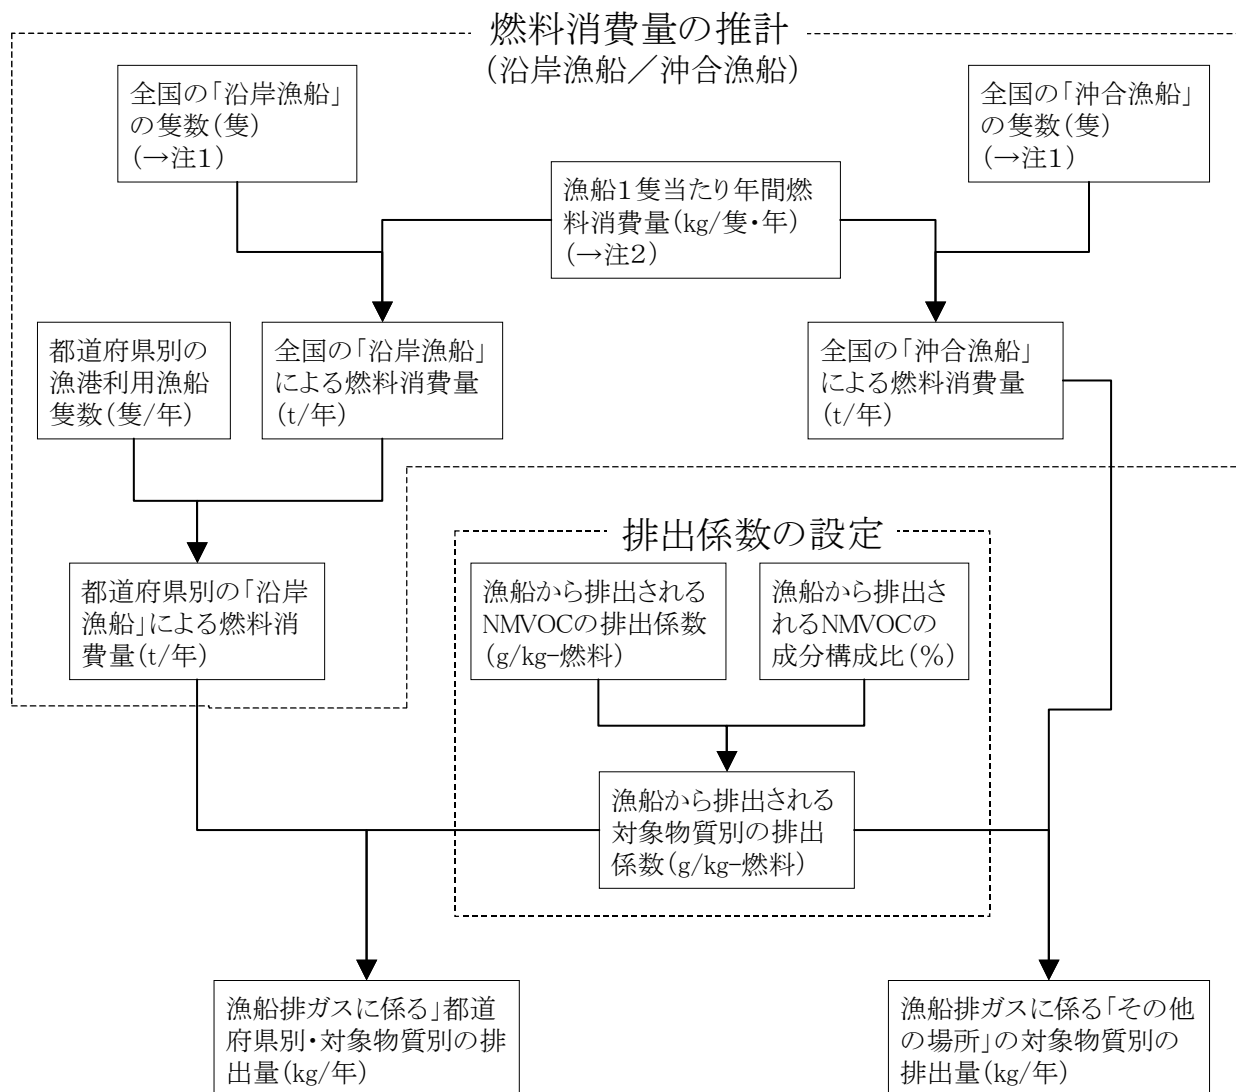 燃料消費量の推計
(沿岸漁船／沖合漁船)
全国の「沿岸漁船」
の隻数(隻)
(→注1)
全国の「沖合漁船」
の隻数(隻)
(→注1)
漁船1隻当たり年間燃
料消費量(kg/隻・年)
(→注2)
都道府県別の
漁港利用漁船
隻数(隻/年)
全国の「沿岸漁船」
による燃料消費量
(t/年)
全国の「沖合漁船」
による燃料消費量
(t/年)
排出係数の設定
都道府県別の「沿岸
漁船」による燃料消
費量(t/年)
漁船から排出される
NMVOCの排出係数
(g/kg-燃料)
漁船から排出さ
れるNMVOCの
成分構成比(%)
漁船から排出される
対象物質別の排出
係数(g/kg-燃料)
漁船排ガスに係る」都道
府県別・対象物質別の排
出量(kg/年)
漁船排ガスに係る「その他
の場所」の対象物質別の
排出量(kg/年)